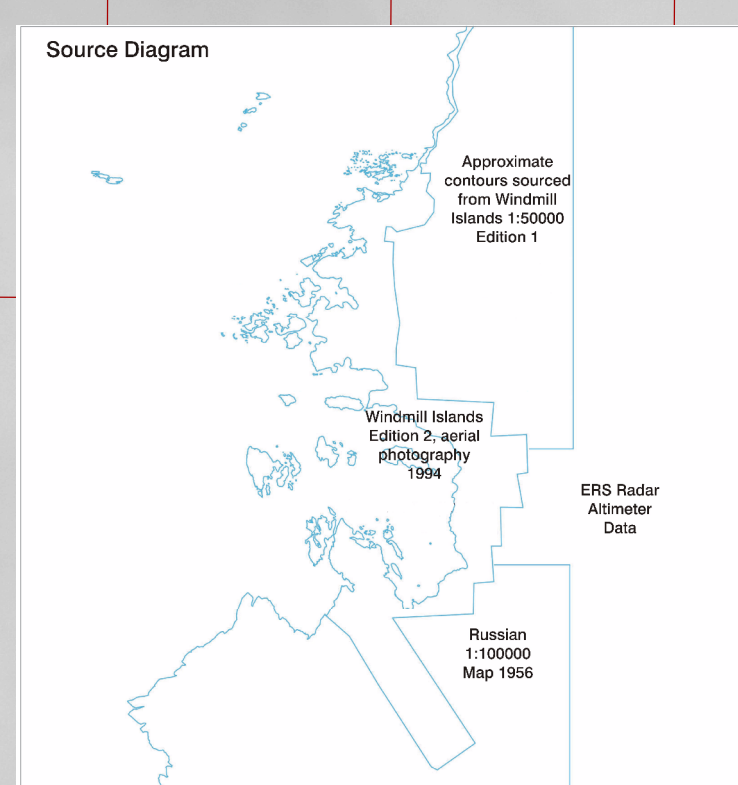 Source Diagram
Approximate
contours sourced
from Windmill
Islands 1:50000
Edition 1
Windmill Islands
Edition 2, aerial
photography
1994
ERS Radar
Altimeter
Data
Russian
1:100000
Map 1956